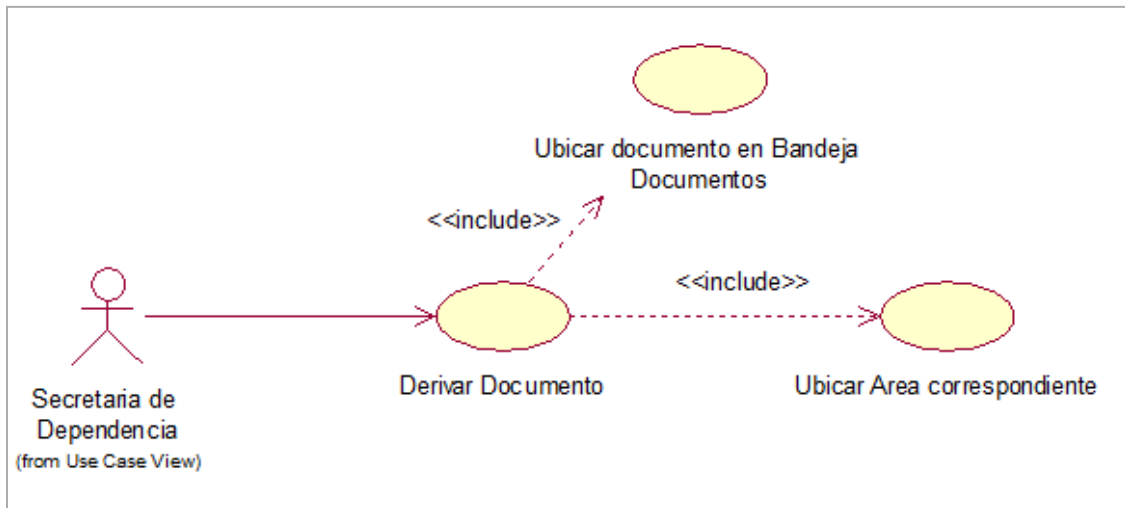 Ubicar documento en Bandeja
Documentos
<<include>>
<<include>>
Derivar Documento
Ubicar Area correspondiente
Secretaria de
Dependencia
(from Use Case View)